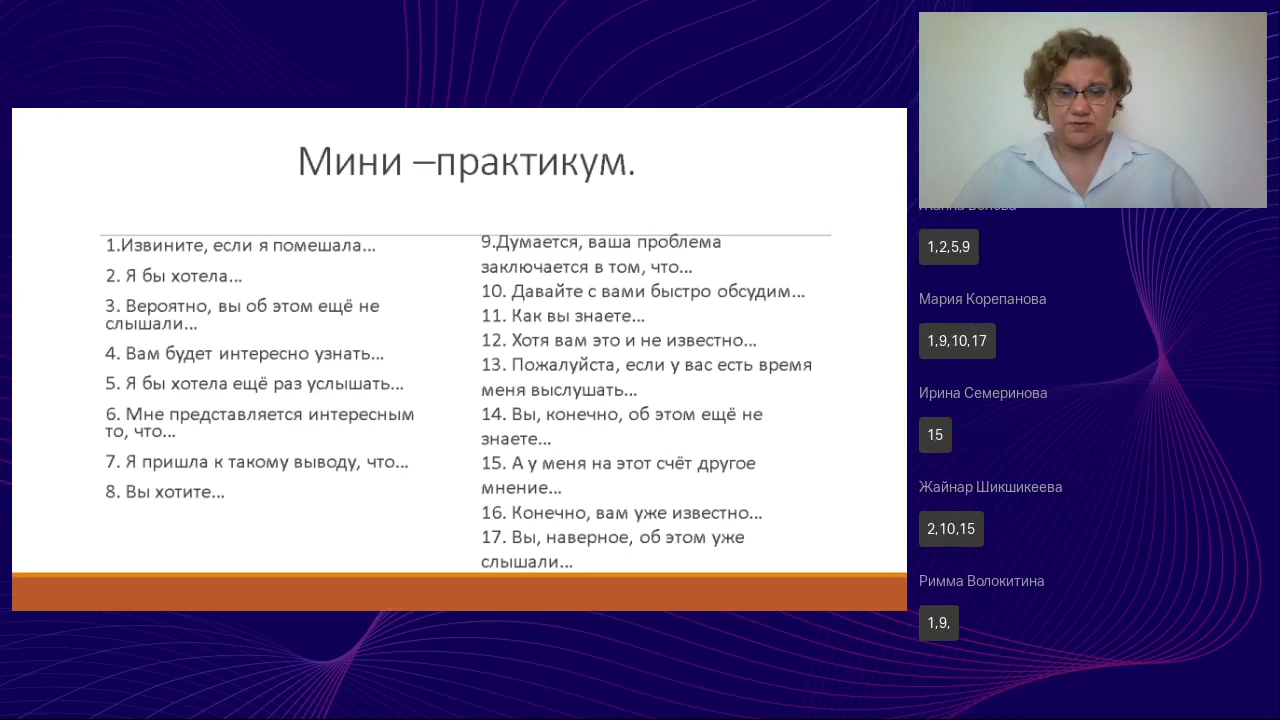 Мини –практикум.
1.Извините, если я помешала...
2. Я бы хотела...
3. Вероятно, вы об этом ещё не
слышали...
4. Вам будет интересно узнать...
5. Я бы хотела ещё раз услышать...
6. Мне представляется интересным
то, что...
7. Я пришла к такому выводу, что...
8. Вы хотите...
9.Думается, ваша проблема
заключается в том, что...
10. Давайте с вами быстро обсудим...
11. Как вы знаете...
12. Хотя вам это и не известно...
13. Пожалуйста, если у вас есть время
меня выслушать...
14. Вы, конечно, об этом ещё не
знаете...
15. А у меня на этот счёт другое
мнение...
16. Конечно, вам уже известно...
17. Вы, наверное, об этом уже
слышали...
1,2,5,9
Мария Корепанова
1,9,10,17
Ирина Семеринова
15
Жайнар Шикшикеева
2,10,15
Римма Волокитина
1,9,